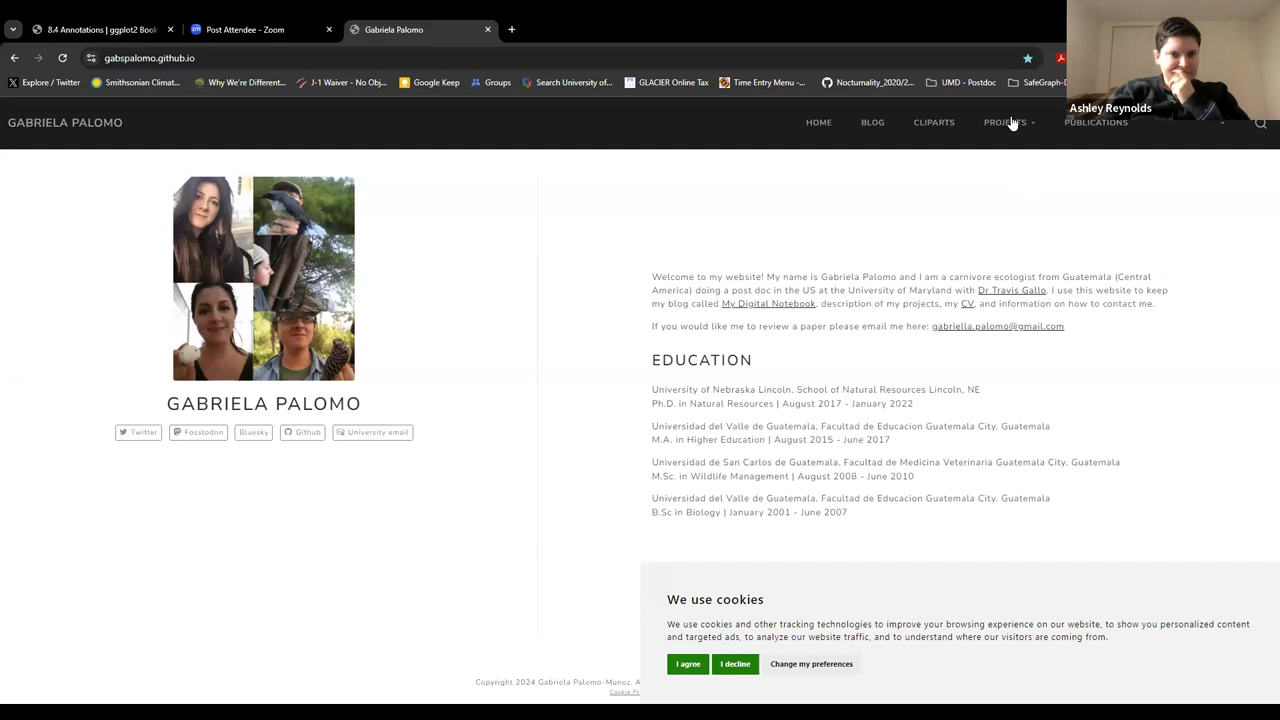 8.4 Annotations | ggplot2 Book
Post Attendee - Zoom
Gabriela Palomo
gabspalomo.github.io
Explore / Twitter
Smithsonian Climat...
Why We're Different...
J-1 Waiver - No Obj...
Google Keep
Groups
Search University of...
GLACIER Online Tax
Time Entry Menu -...
Nocturnality_2020/2...
UMD - Postdoc
SafeGraph-D
Ashley Reynolds
GABRIELA PALOMO
HOME
BLOG
CLIPARTS
PROJECTS
PUBLICATIONS
Welcome to my website! My name is Gabriela Palomo and I am a carnivore ecologist from Guatemala (Central
America) doing a post doc in the US at the University of Maryland with Dr Travis Gallo. I use this website to keep
my blog called My Digital Notebook, description of my projects, my CV, and information on how to contact me.
If you would like me to review a paper please email me here: gabriella.palomo@gmail.com
EDUCATION
University of Nebraska Lincoln, School of Natural Resources Lincoln, NE
Ph.D. in Natural Resources | August 2017 - January 2022
Universidad del Valle de Guatemala, Facultad de Educacion Guatemala City, Guatemala
M.A. in Higher Education | August 2015 - June 2017
Universidad de San Carlos de Guatemala, Facultad de Medicina Veterinaria Guatemala City, Guatemala
M.Sc. in Wildlife Management | August 2008 - June 2010
Universidad del Valle de Guatemala, Facultad de Educacion Guatemala City, Guatemala
B.Sc in Biology | January 2001 - June 2007
GABRIELA PALOMO
Twitter
Fosstodon
Bluesky
Github
University email
We use cookies
We use cookies and other tracking technologies to improve your browsing experience on our website, to show you personalized content
and targeted ads, to analyze our website traffic, and to understand where our visitors are coming from.
I agree
I decline
Change my preferences
Copyright 2024 Gabriela Palomo-Munoz. A
Cookie Pr